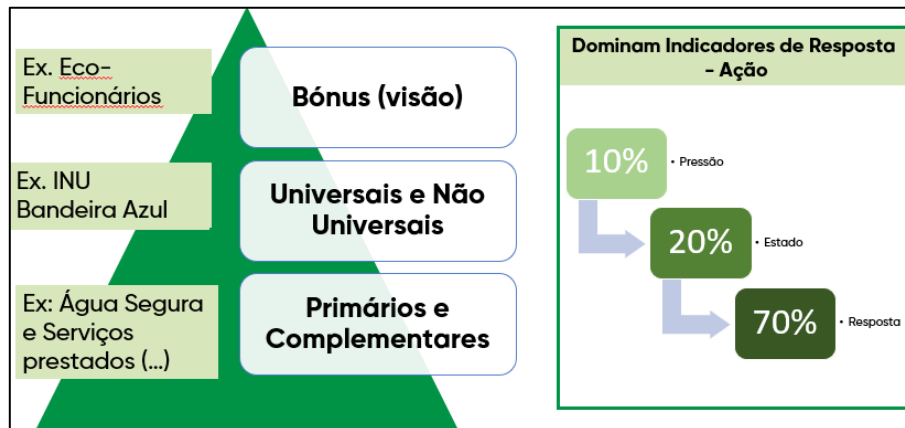 Ex. Eco-
Funcionários
Bónus (visão)
Ex. INU
Bandeira Azul
Universais e Não
Universais
Ex: Água Segura
e Serviços
prestados (...)
Primários e
Complementares
Dominam Indicadores de Resposta
- Ação
10%
• Pressão
20%
• Estado
70%
• Resposta